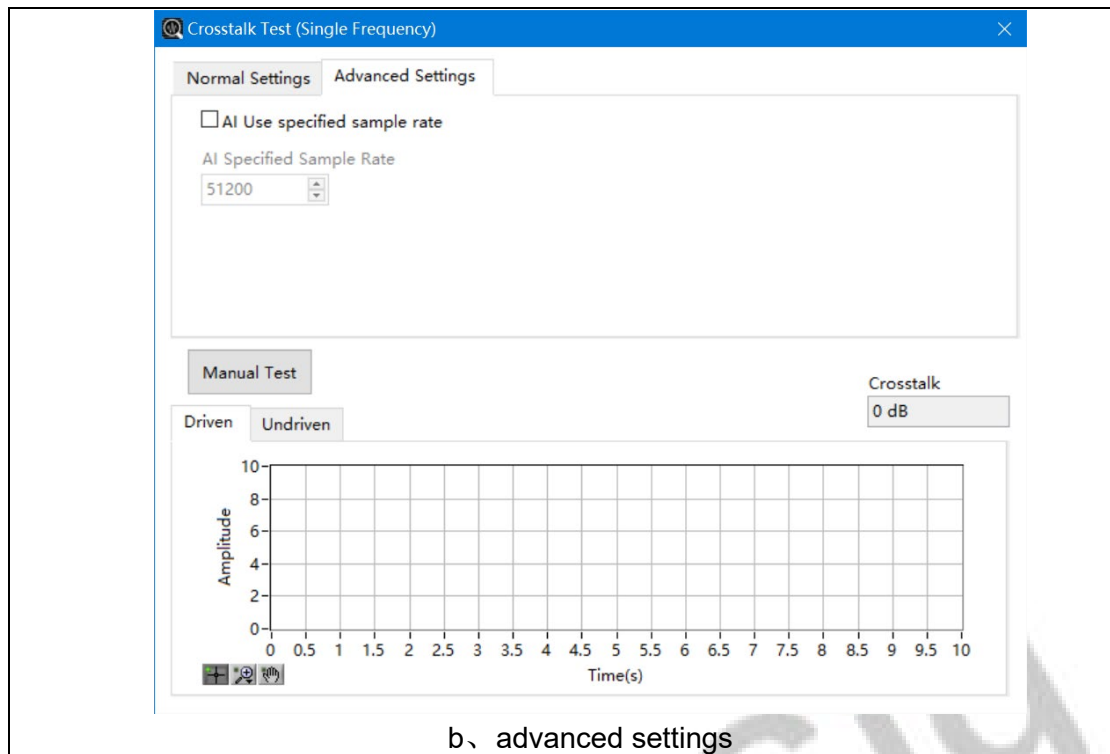 Crosstalk Test (Single Frequency)
Normal Settings Advanced Settings
AI Use specified sample rate
AI Specified Sample Rate
51200
Manual Test
Crosstalk
0 dB
Driven Undriven
Amplitude
10
8
6
4
2
0
0 0.5 1 1.5 2 2.5 3 3.5 4 4.5 5 5.5 6 6.5 7 7.5 8 8.5 9 9.5 10
Time(s)
b、advanced settings